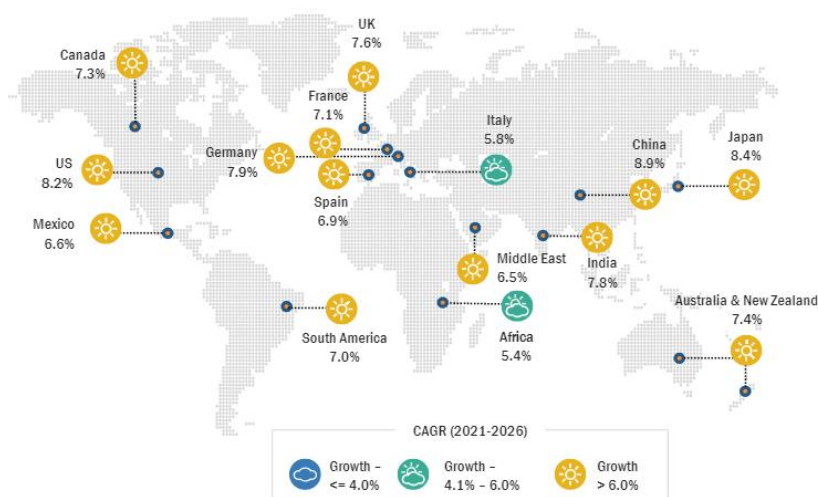 UK
7.6%
Canada
7.3%
France
7.1%
Italy
5.8%
Germany
7.9%
China
8.9%
Japan
8.4%
US
8.2%
Spain
6.9%
Mexico
6.6%
Middle East
6.5%
India
7.8%
Australia & New Zealand
7.4%
South America
7.0%
Africa
5.4%
CAGR (2021-2026)
Growth –
<= 4.0%
Growth –
4.1% – 6.0%
Growth
> 6.0%